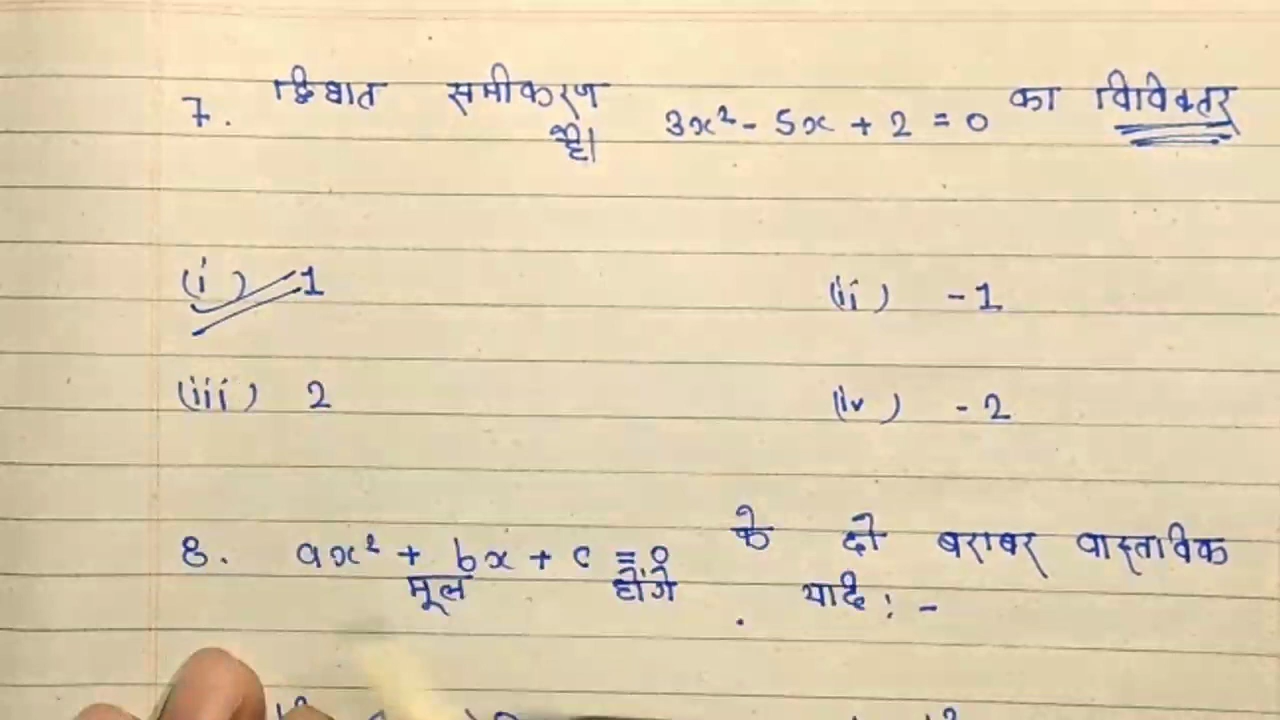 7. द्विघात समीकरण 3x² - 5x + 2 = 0 का विविक्तर
है।
(i) 1 (ii) -1
(iii) 2 (iv) -2
8. ax² + bx + c = 0 के दो बराबर वास्तविक
मूल होंगे यदि : -